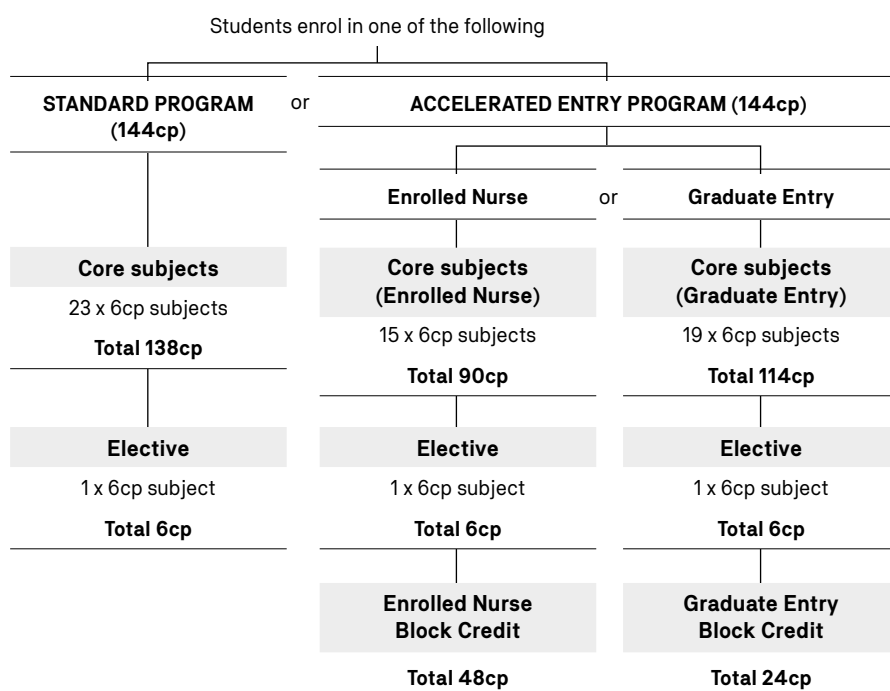 Students enrol in one of the following
STANDARD PROGRAM
(144cp)
or
ACCELERATED ENTRY PROGRAM (144cp)
Enrolled Nurse
or
Graduate Entry
Core subjects
23 x 6cp subjects
Total 138cp
Core subjects
(Enrolled Nurse)
15 x 6cp subjects
Total 90cp
Core subjects
(Graduate Entry)
19 x 6cp subjects
Total 114cp
Elective
1 x 6cp subject
Total 6cp
Elective
1 x 6cp subject
Total 6cp
Elective
1 x 6cp subject
Total 6cp
Enrolled Nurse
Block Credit
Total 48cp
Graduate Entry
Block Credit
Total 24cp